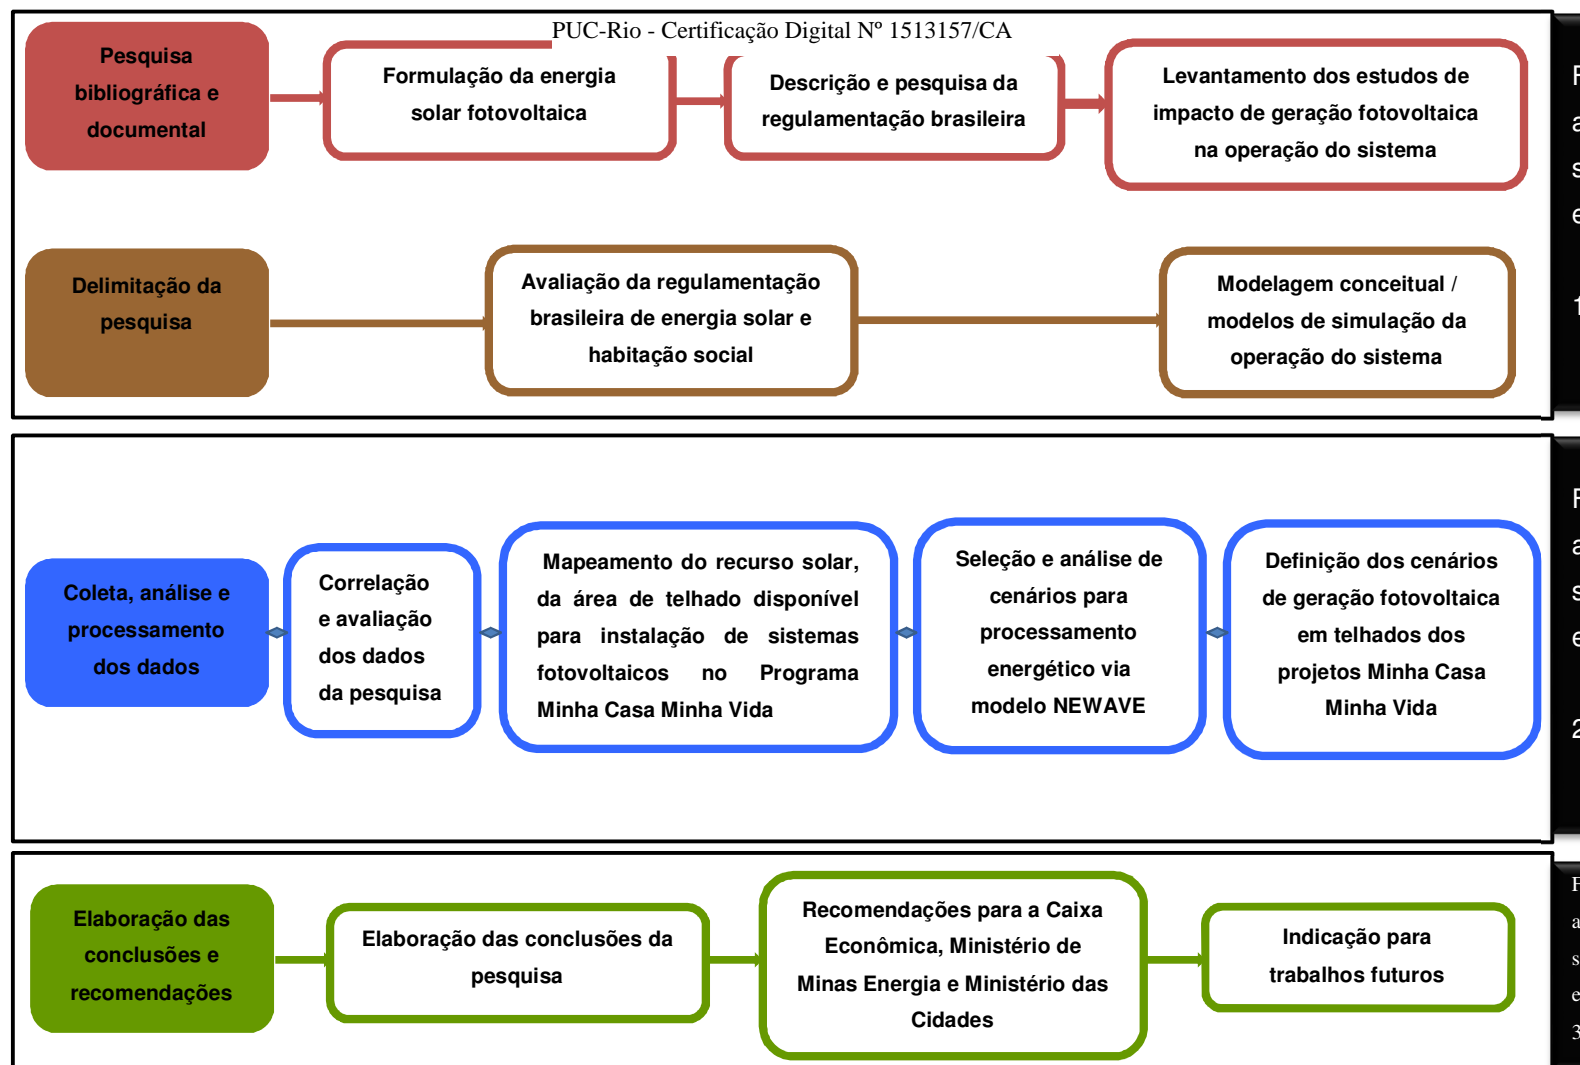 PUC-Rio - Certificação Digital Nº 1513157/CA
Pesquisa
bibliográfica e
documental
Formulação da energia
solar fotovoltaica
Descrição e pesquisa da
regulamentação brasileira
Levantamento dos estudos de
impacto de geração fotovoltaica
na operação do sistema
F
a
s
e
1
Delimitação da
pesquisa
Avaliação da regulamentação
brasileira de energia solar e
habitação social
Modelagem conceitual /
modelos de simulação da
operação do sistema
Coleta, análise e
processamento
dos dados
Correlação
e avaliação
dos dados
da pesquisa
Mapeamento do recurso solar,
da área de telhado disponível
para instalação de sistemas
fotovoltaicos no Programa
Minha Casa Minha Vida
Seleção e análise de
cenários para
processamento
energético via
modelo NEWAVE
Definição dos cenários
de geração fotovoltaica
em telhados dos
projetos Minha Casa
Minha Vida
F
a
s
e
2
Elaboração das
conclusões e
recomendações
Elaboração das conclusões da
pesquisa
Recomendações para a Caixa
Econômica, Ministério de
Minas Energia e Ministério das
Cidades
Indicação para
trabalhos futuros
F
a
s
e
3